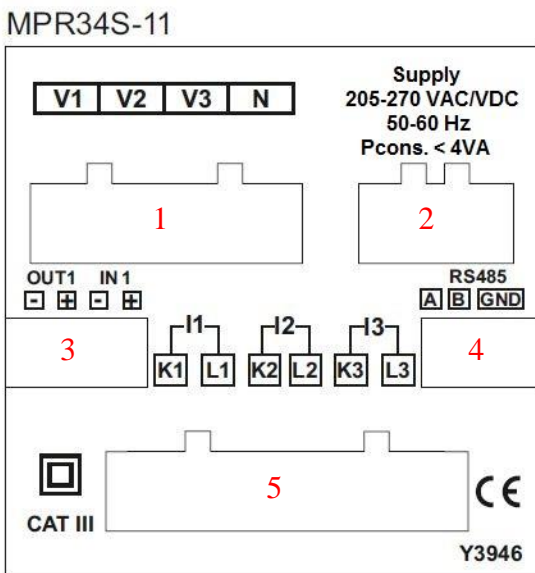 MPR34S-11
V1 V2 V3 N
Supply
205-270 VAC/VDC
50-60 Hz
Pcons. < 4VA
1
2
OUT1 IN 1
- + - +
RS485
A B GND
3
I1 I2 I3
4
K1 L1 K2 L2 K3 L3
5
CAT III
CE
Y3946